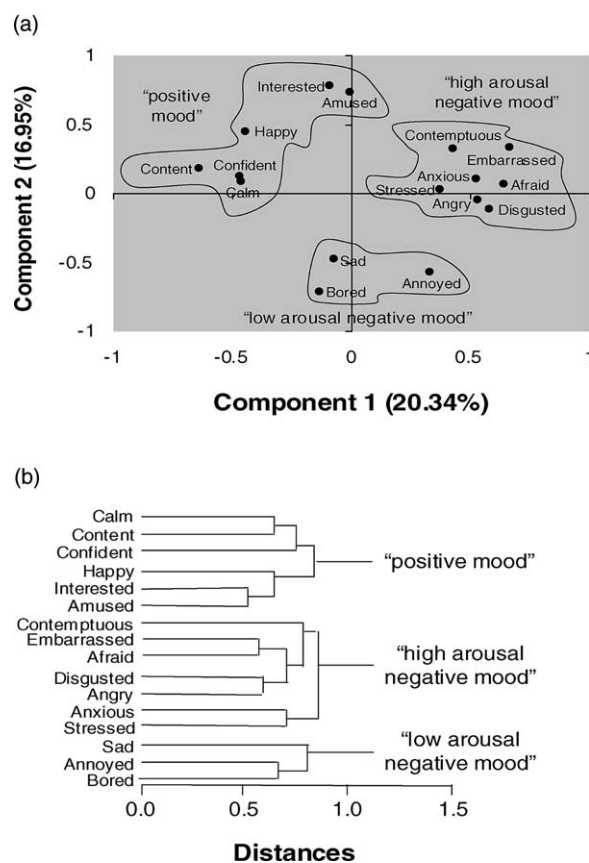 (a)
1
0.5
0
-0.5
-1
Component 2 (16.95%)
“positive
mood”
Interested
Amused
Happy
Content
Confident
Calm
“high arousal
negative mood”
Contemptuous
Embarrassed
Anxious
Afraid
Stressed
Angry
Disgusted
Sad
Bored
Annoyed
“low arousal negative mood”
-1
-0.5
0
0.5
1
Component 1 (20.34%)
(b)
Calm
Content
Confident
Happy
Interested
Amused
“positive mood”
Contemptuous
Embarrassed
Afraid
Disgusted
Angry
Anxious
Stressed
“high arousal
negative mood”
Sad
Annoyed
Bored
“low arousal
negative mood”
0.0
0.5
1.0
1.5
Distances